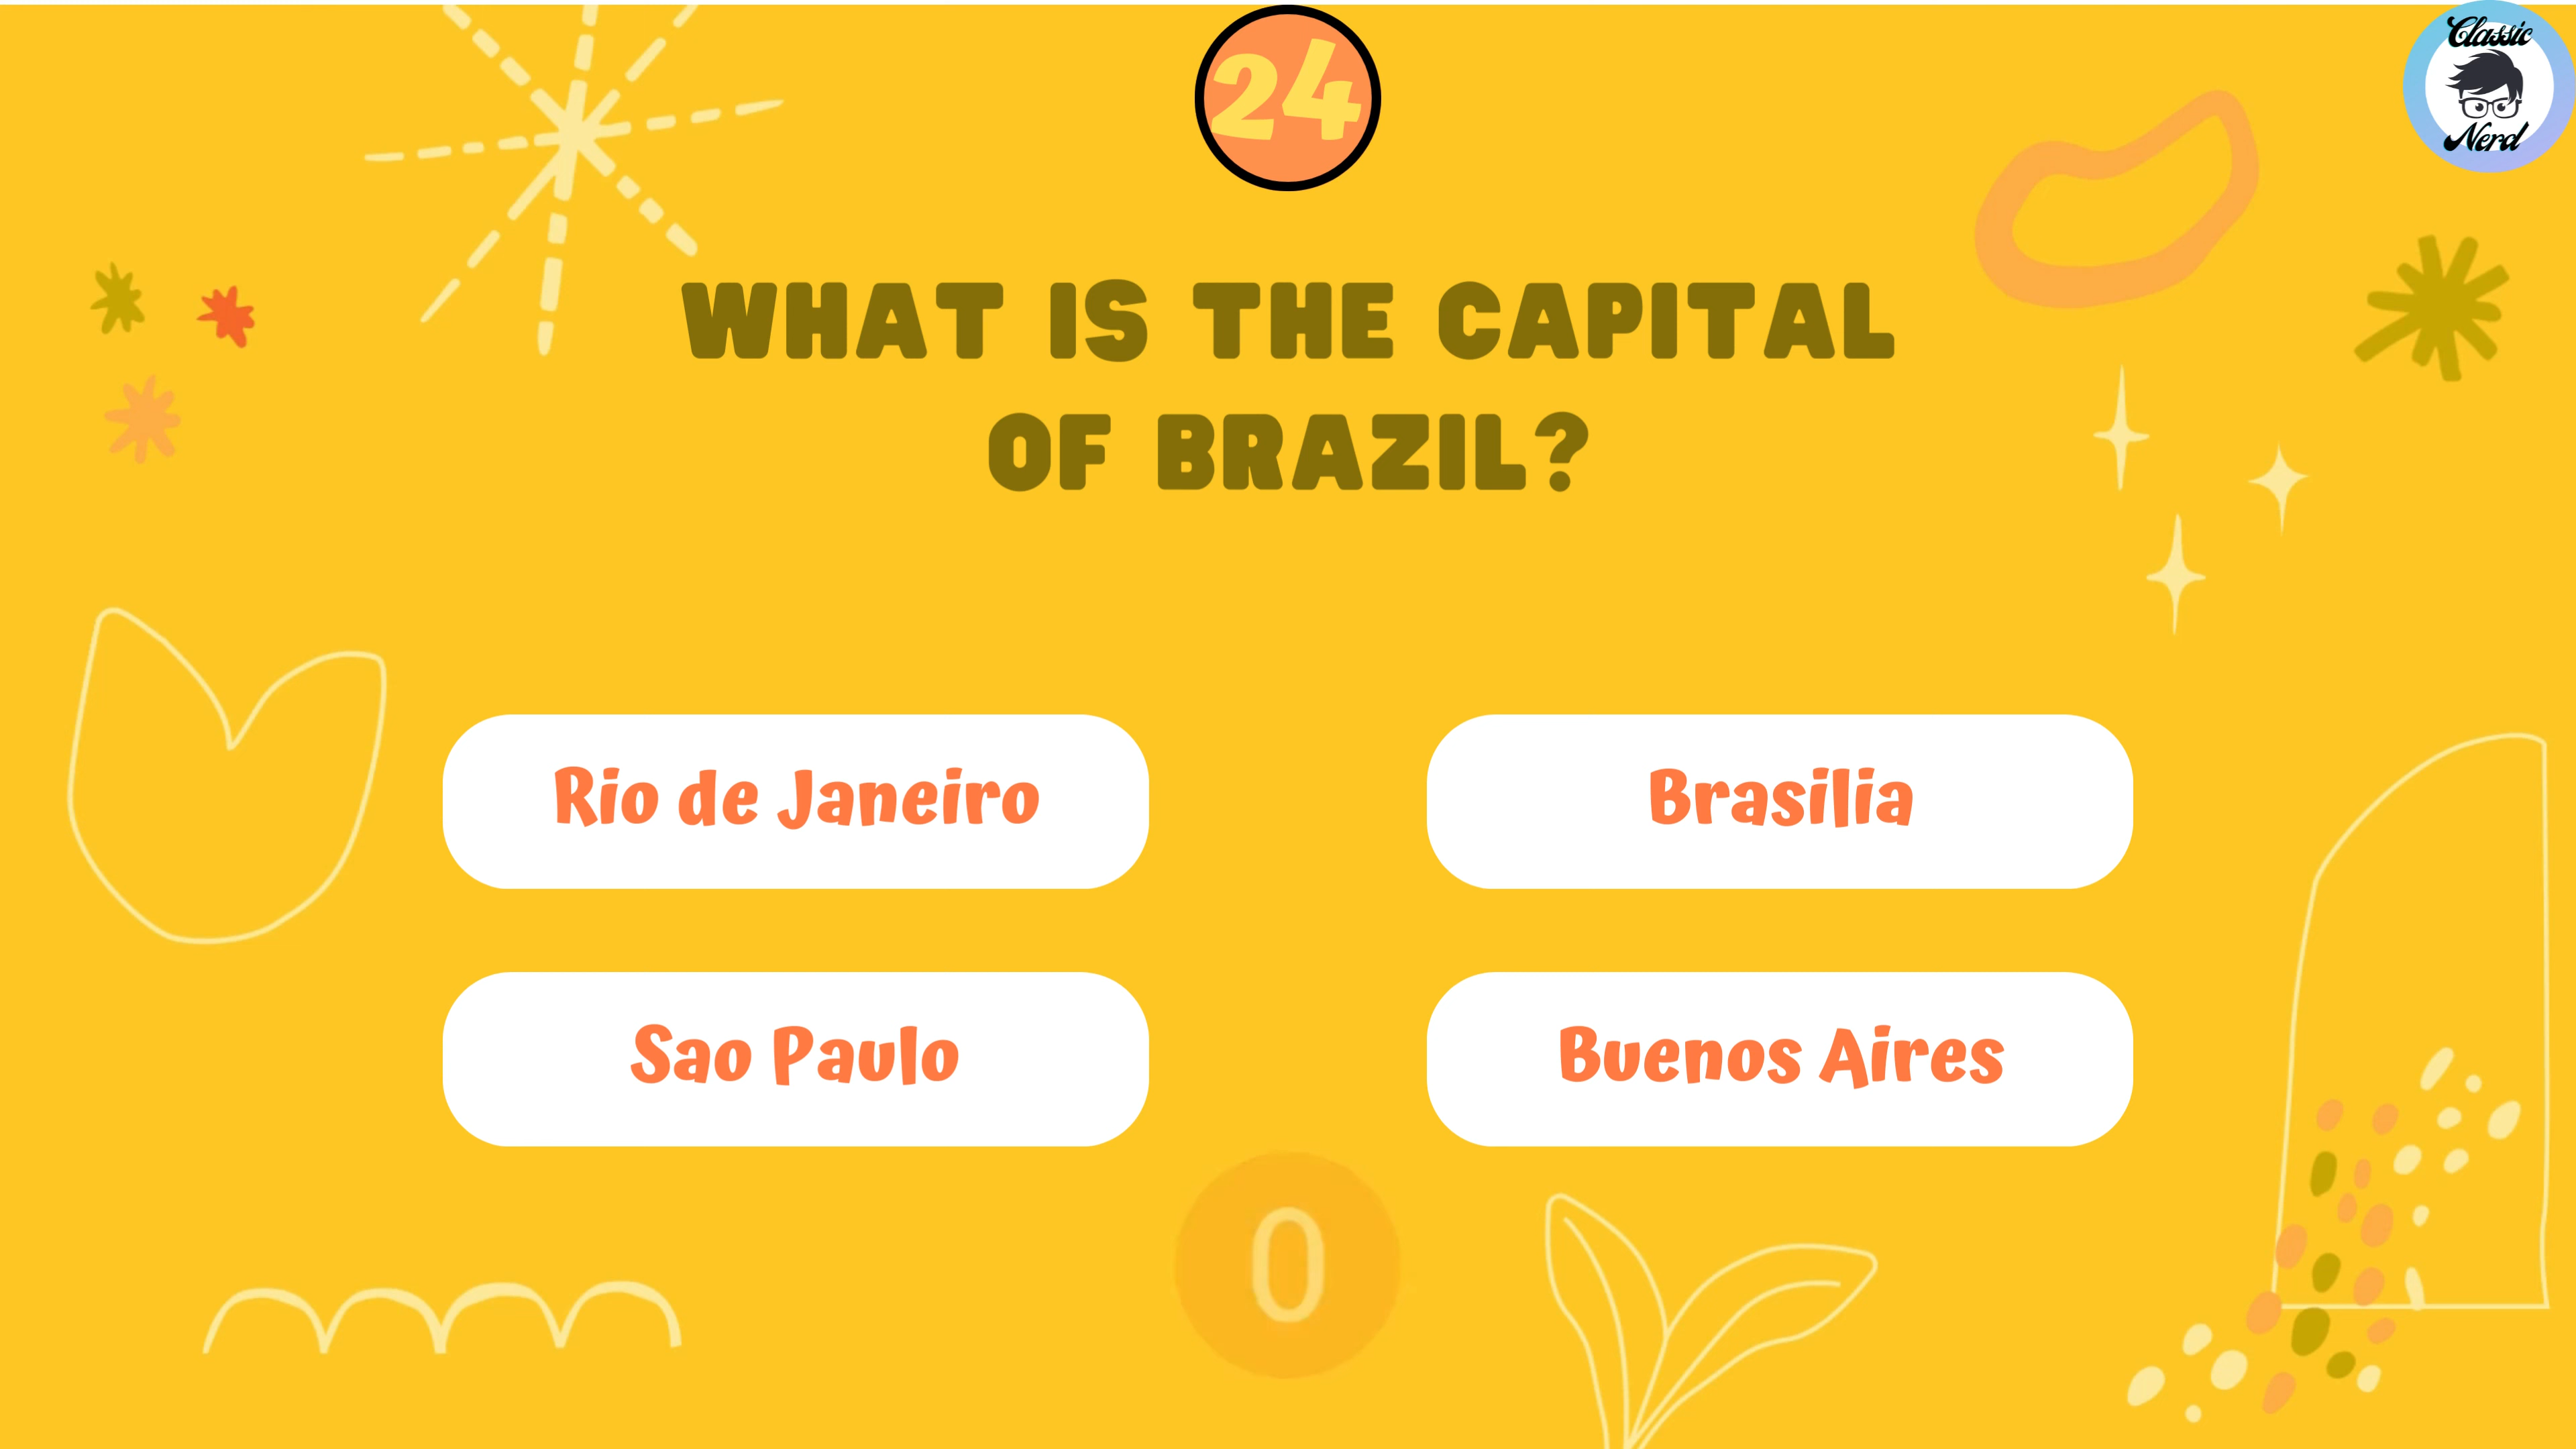 24
Classic
Nerd
WHAT IS THE CAPITAL
OF BRAZIL?
Rio de Janeiro
Brasilia
Sao Paulo
Buenos Aires
0